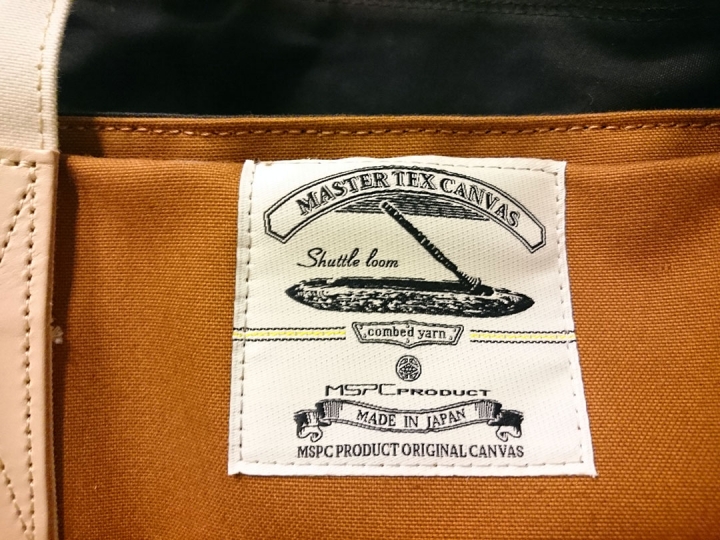 MASTER TEX CANVAS
Shuttle loom
combed yarn
MSPC PRODUCT
MADE IN JAPAN
MSPC PRODUCT ORIGINAL CANVAS